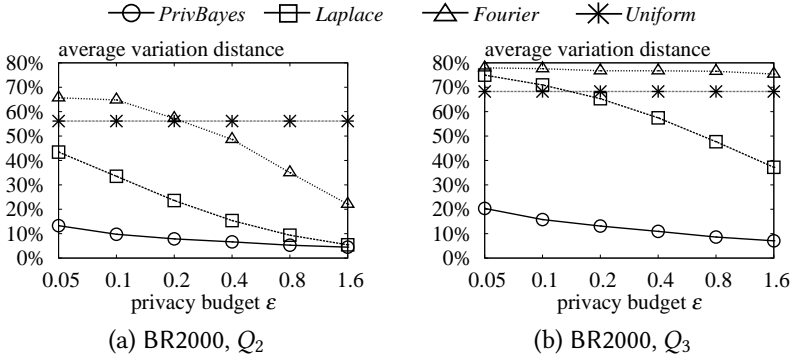 PrivBayes Laplace Fourier Uniform
average variation distance
80%
70%
60%
50%
40%
30%
20%
10%
0%
0.05 0.1 0.2 0.4 0.8 1.6
privacy budget ε
(a) BR2000, Q2
average variation distance
80%
70%
60%
50%
40%
30%
20%
10%
0%
0.05 0.1 0.2 0.4 0.8 1.6
privacy budget ε
(b) BR2000, Q3